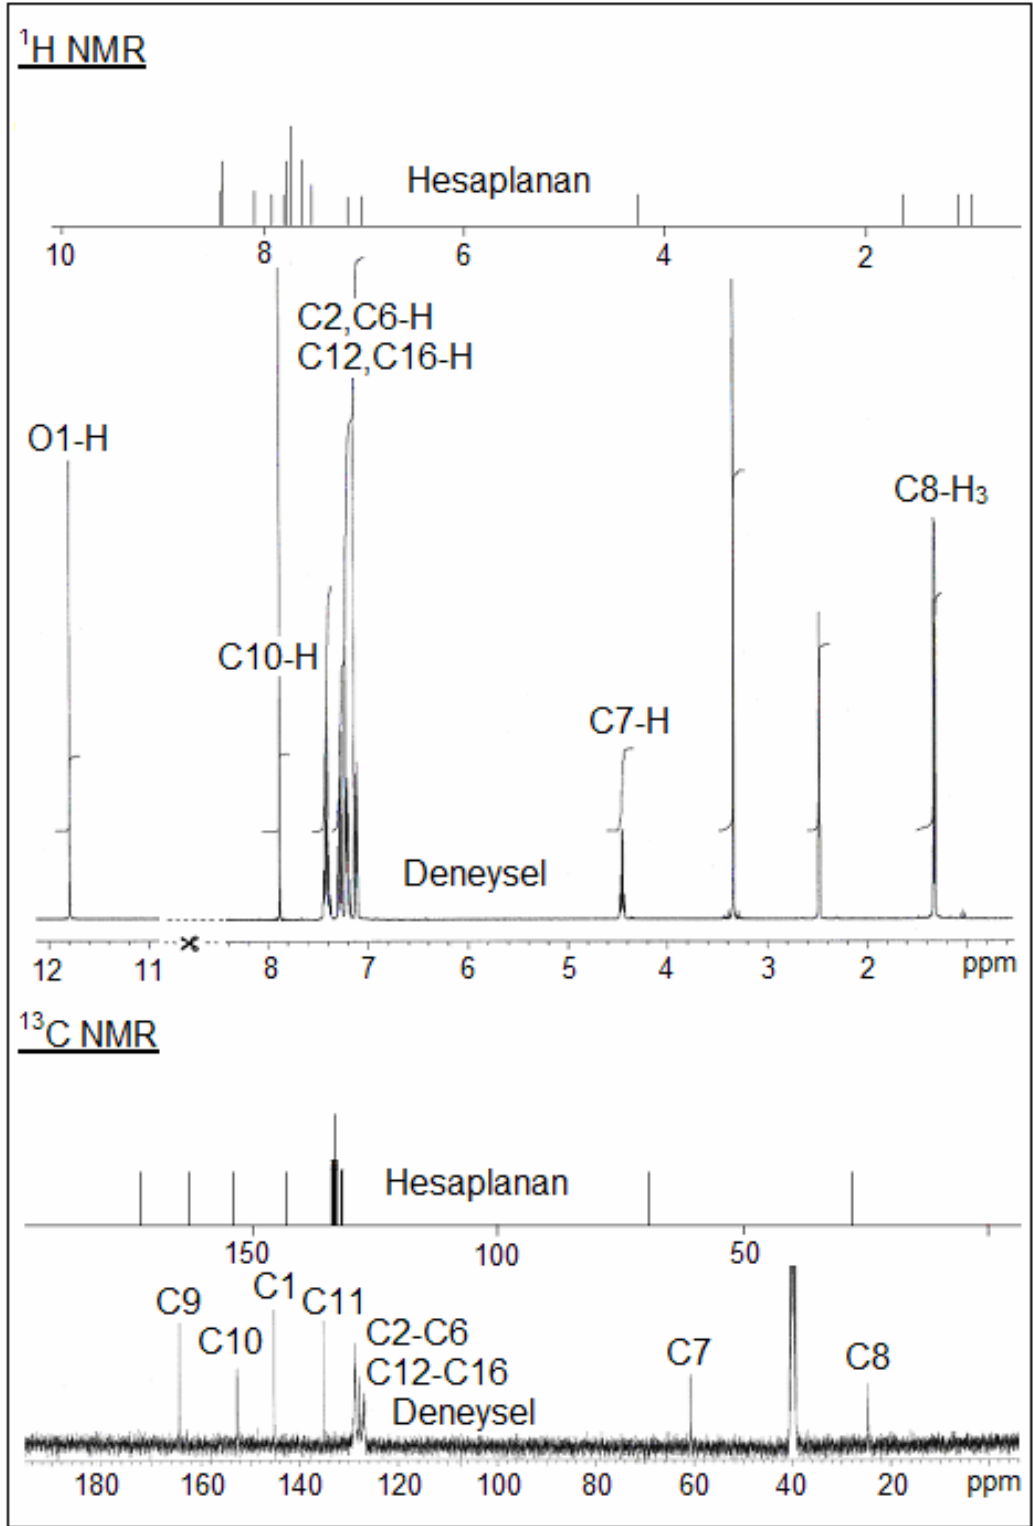 ¹H NMR
Hesaplanan
10 8 6 4 2
C2,C6-H
C12,C16-H
O1-H
C8-H₃
C10-H
C7-H
Deneysel
12 11 8 7 6 5 4 3 2 ppm
¹³C NMR
Hesaplanan
150 100 50
C9 C1 C11
C10 C2-C6 C7 C8
C12-C16
Deneysel
180 160 140 120 100 80 60 40 20 ppm